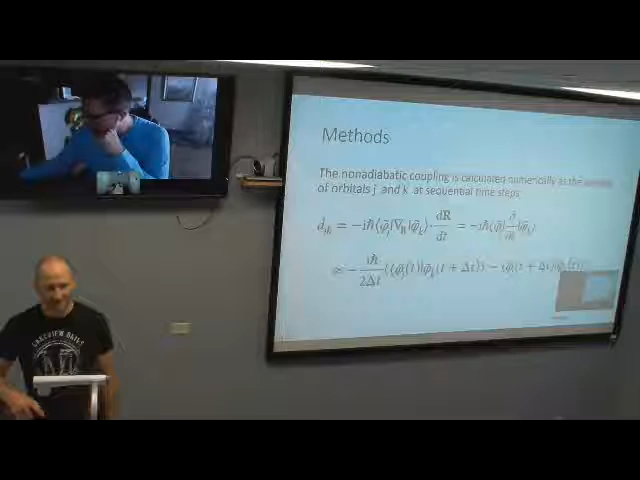 Methods
The nonadiabatic coupling is calculated numerically as the overlap
of orbitals j and k at sequential time steps
d_jk = −iħ⟨φ̃_j|∇_R|φ̃_k⟩ · dR/dt = −iħ⟨φ̃_j|∂/∂t|φ̃_k⟩
≈ − iħ/2Δt (⟨φ̃_j(t)|φ̃_k(t + Δt)⟩ − ⟨φ̃_j(t + Δt)|φ̃_k(t)⟩)
LAKEVIEW